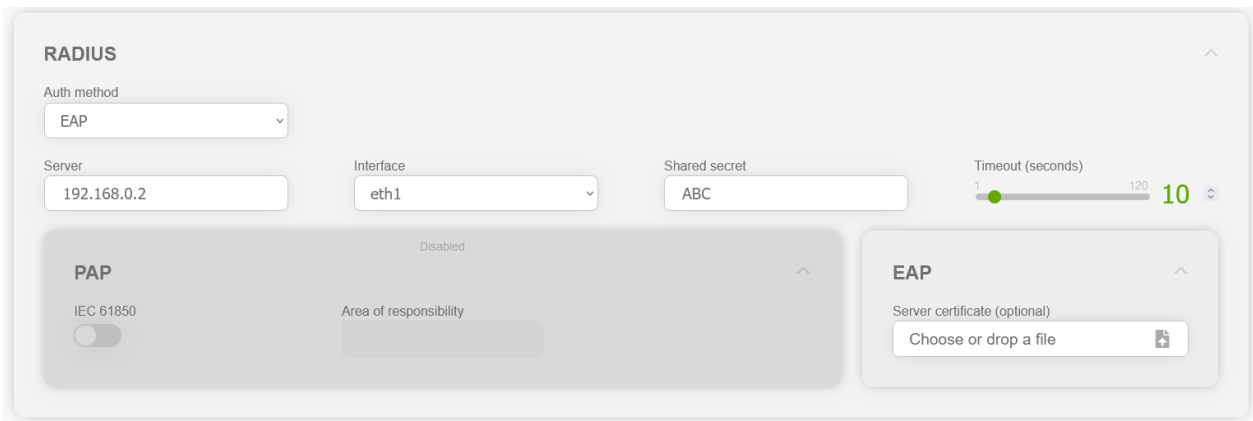 RADIUS
Auth method
EAP
Server
Interface
Shared secret
Timeout (seconds)
192.168.0.2
eth1
ABC
1
120
10
Disabled
PAP
IEC 61850
Area of responsibility
EAP
Server certificate (optional)
Choose or drop a file